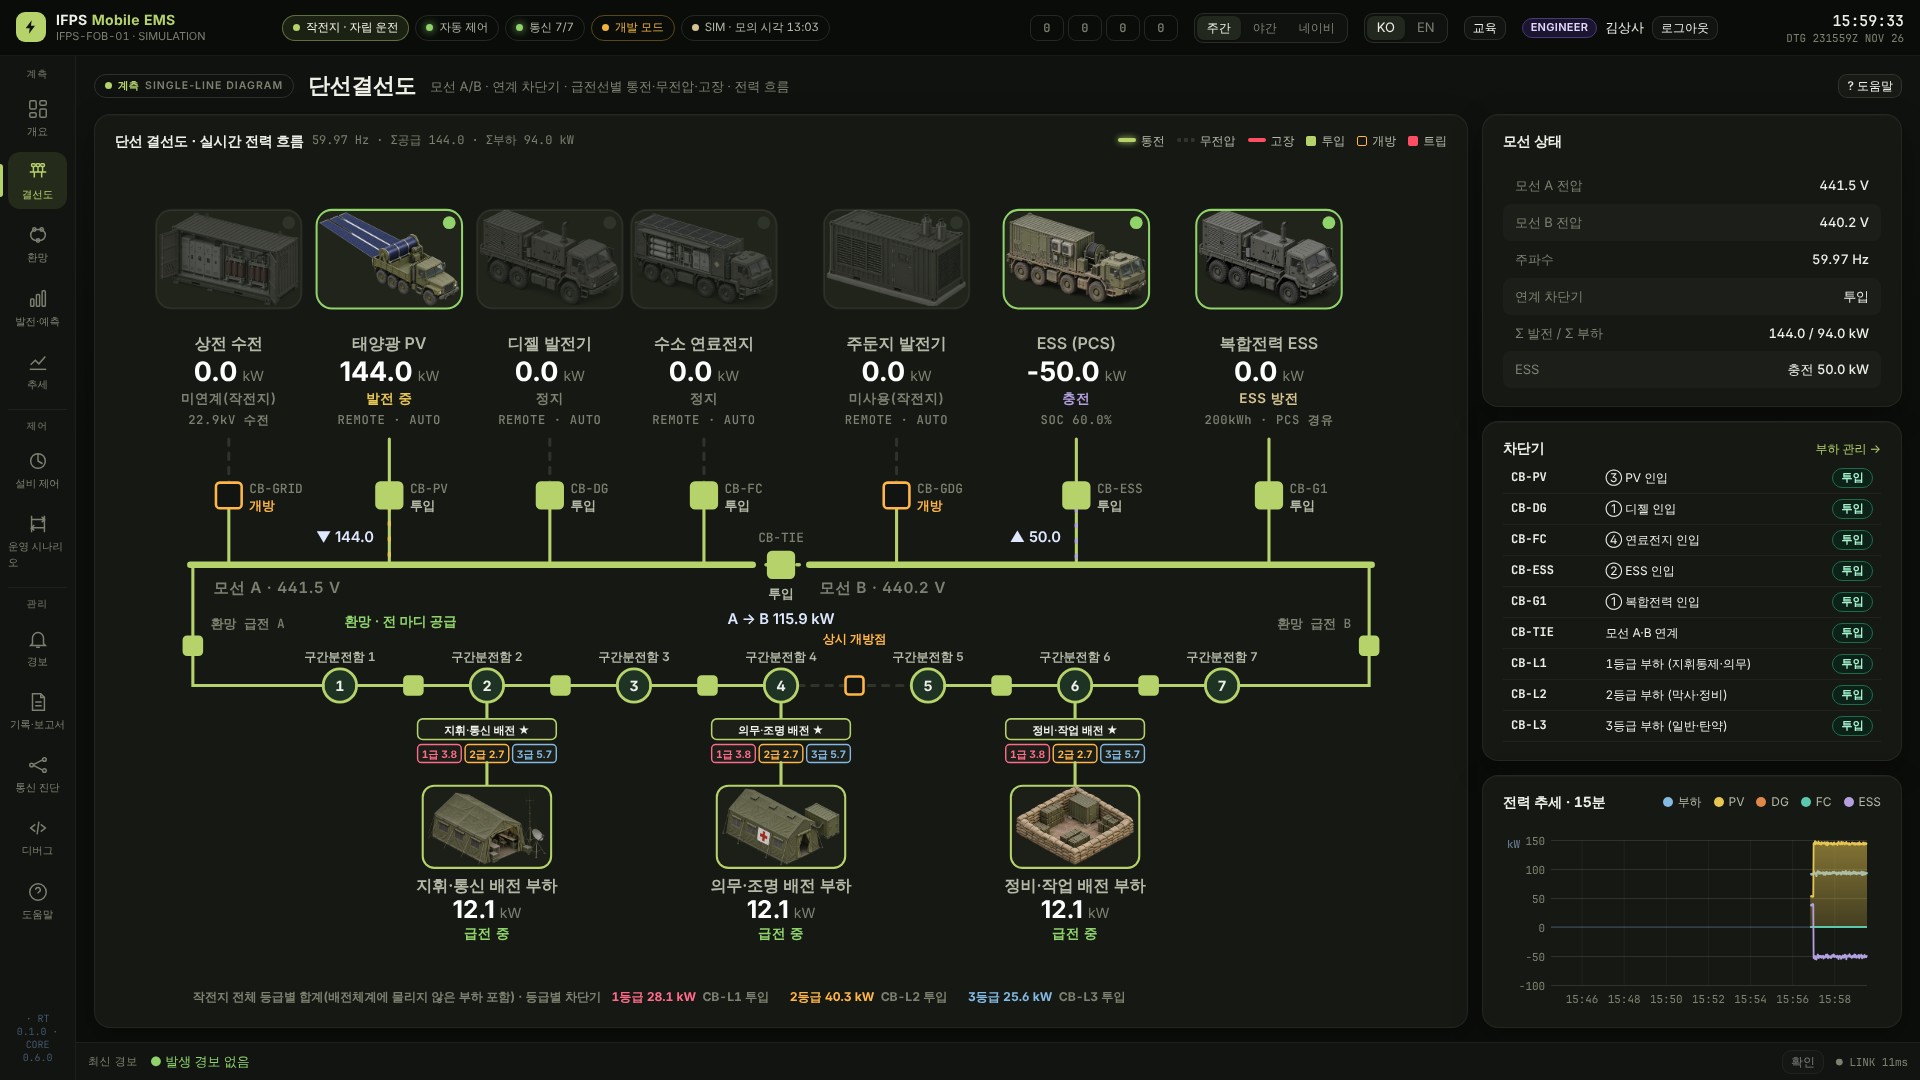 IFPS Mobile EMS
IFPS-FOB-01 · SIMULATION
작전지 · 자립 운전
자동 제어
통신 7/7
개발 모드
SIM · 모의 시각 13:03
0 0 0 0
주간 야간 네이비
KO EN
교육
ENGINEER 김상사 로그아웃
15:59:33
DTG 231559Z NOV 26
계측
개요
결선도
환망
발전·예측
추세
제어
설비 제어
운영 시나리오
관리
경보
기록·보고서
통신 진단
디버그
도움말
· RT
0.1.0 ·
CORE
0.6.0
계측 SINGLE-LINE DIAGRAM
단선결선도
모선 A/B · 연계 차단기 · 급전선별 통전·무전압·고장 · 전력 흐름
? 도움말
단선 결선도 · 실시간 전력 흐름 59.97 Hz · Σ공급 144.0 · Σ부하 94.0 kW
통전 무전압 고장 투입 개방 트립
상전 수전 태양광 PV 디젤 발전기 수소 연료전지 주둔지 발전기 ESS (PCS) 복합전력 ESS
0.0 kW 144.0 kW 0.0 kW 0.0 kW 0.0 kW -50.0 kW 0.0 kW
미연계(작전지) 발전 중 정지 정지 미사용(작전지) 충전 ESS 방전
22.9kV 수전 REMOTE · AUTO REMOTE · AUTO REMOTE · AUTO REMOTE · AUTO SOC 60.0% 200kWh · PCS 경유
CB-GRID CB-PV CB-DG CB-FC CB-GDG CB-ESS CB-G1
개방 투입 투입 투입 개방 투입 투입
▼ 144.0 CB-TIE ▲ 50.0
모선 A · 441.5 V 투입 모선 B · 440.2 V
환망 급전 A 환망 · 전 마디 공급 A → B 115.9 kW 환망 급전 B
상시 개방점
구간분전함 1 구간분전함 2 구간분전함 3 구간분전함 4 구간분전함 5 구간분전함 6 구간분전함 7
1 2 3 4 5 6 7
지휘·통신 배전 ★ 의무·조명 배전 ★ 정비·작업 배전 ★
1급 3.8 2급 2.7 3급 5.7 1급 3.8 2급 2.7 3급 5.7 1급 3.8 2급 2.7 3급 5.7
지휘·통신 배전 부하 의무·조명 배전 부하 정비·작업 배전 부하
12.1 kW 12.1 kW 12.1 kW
급전 중 급전 중 급전 중
작전지 전체 등급별 합계(배전체계에 물리지 않은 부하 포함) · 등급별 차단기 1등급 28.1 kW CB-L1 투입 2등급 40.3 kW CB-L2 투입 3등급 25.6 kW CB-L3 투입
모선 상태
모선 A 전압 441.5 V
모선 B 전압 440.2 V
주파수 59.97 Hz
연계 차단기 투입
Σ 발전 / Σ 부하 144.0 / 94.0 kW
ESS 충전 50.0 kW
차단기 부하 관리 →
CB-PV ③ PV 인입 투입
CB-DG ① 디젤 인입 투입
CB-FC ④ 연료전지 인입 투입
CB-ESS ② ESS 인입 투입
CB-G1 ① 복합전력 인입 투입
CB-TIE 모선 A·B 연계 투입
CB-L1 1등급 부하 (지휘통제·의무) 투입
CB-L2 2등급 부하 (막사·정비) 투입
CB-L3 3등급 부하 (일반·탄약) 투입
전력 추세 · 15분 부하 PV DG FC ESS
kW 150
100
50
0
-50
-100
15:46 15:48 15:50 15:52 15:54 15:56 15:58
최신 경보 발생 경보 없음
확인 LINK 11ms